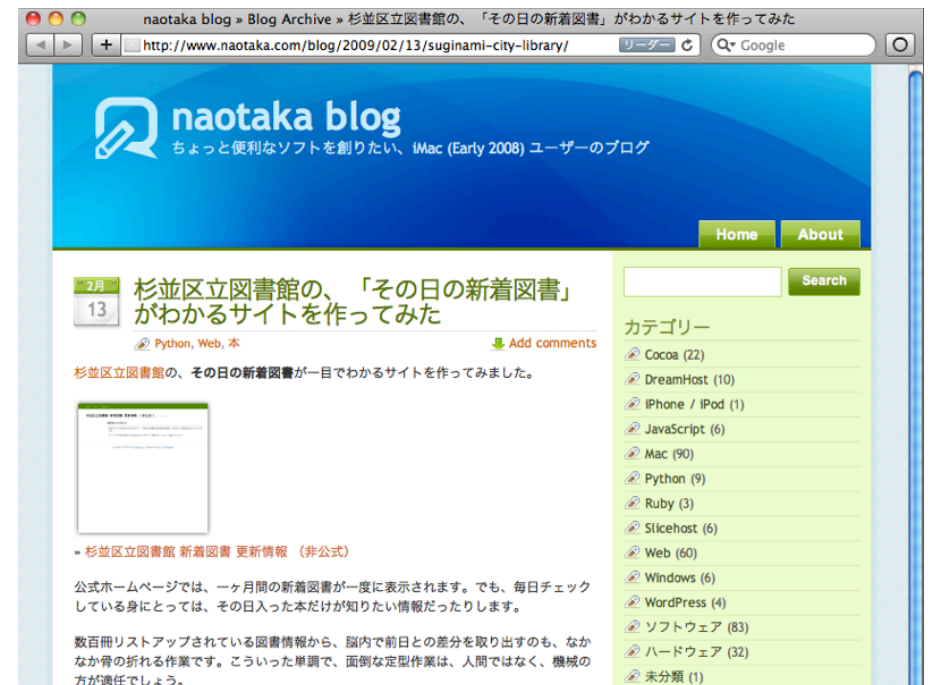 naotaka blog » Blog Archive » 杉並区立図書館の、「その日の新着図書」がわかるサイトを作ってみた
http://www.naotaka.com/blog/2009/02/13/suginami-city-library/
リーダー
Google
naotaka blog
ちょっと便利なソフトを創りたい、iMac (Early 2008) ユーザーのブログ
Home
About
2月
13
杉並区立図書館の、「その日の新着図書」
がわかるサイトを作ってみた
Python, Web, 本
Add comments
杉並区立図書館の、その日の新着図書が一目でわかるサイトを作ってみました。
» 杉並区立図書館 新着図書 更新情報 （非公式）
公式ホームページでは、一ヶ月間の新着図書が一度に表示されます。でも、毎日チェック
している身にとっては、その日入った本だけが知りたい情報だったりします。
数百冊リストアップされている図書情報から、脳内で前日との差分を取り出すのも、なか
なか骨の折れる作業です。こういった単調で、面倒な定型作業は、人間ではなく、機械の
方が適任でしょう。
Search
カテゴリー
Cocoa (22)
DreamHost (10)
iPhone / iPod (1)
JavaScript (6)
Mac (90)
Python (9)
Ruby (3)
Slicehost (6)
Web (60)
Windows (6)
WordPress (4)
ソフトウェア (83)
ハードウェア (32)
未分類 (1)